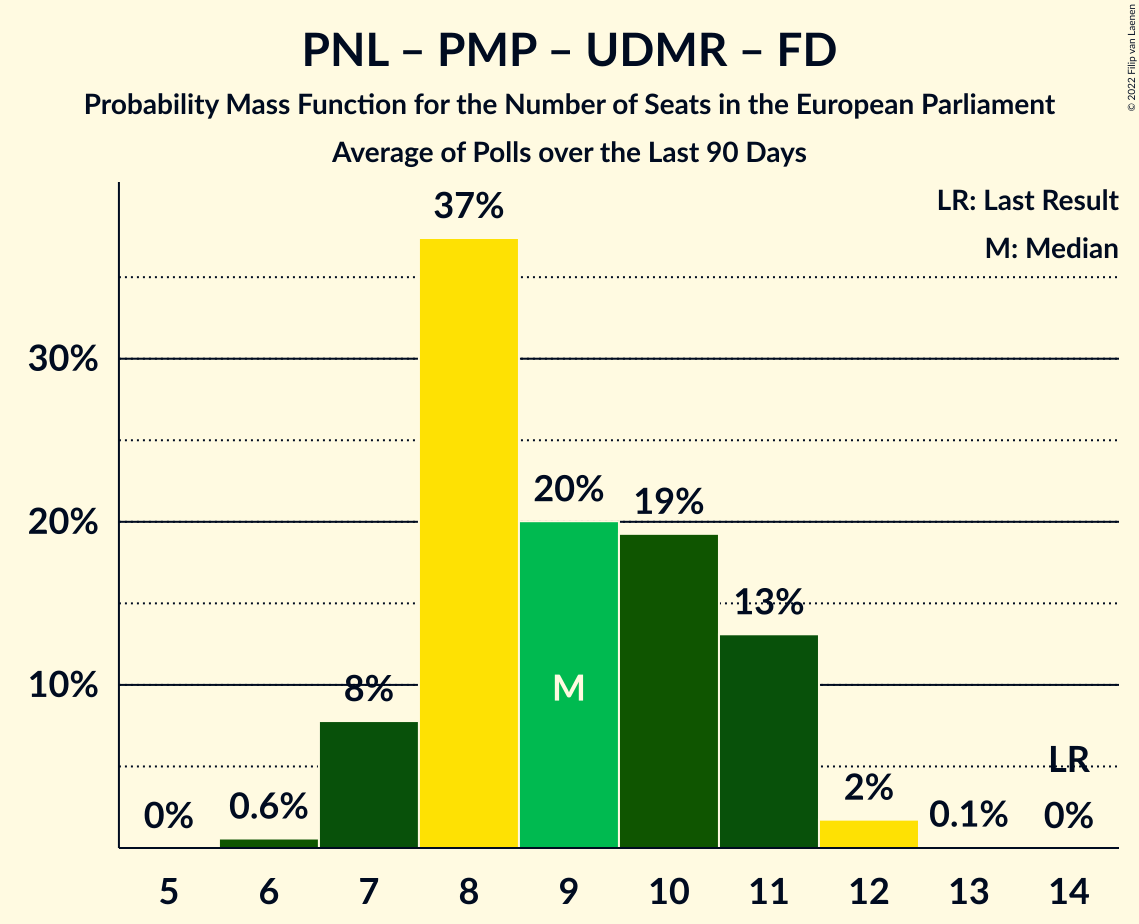 PNL – PMP – UDMR – FD
Probability Mass Function for the Number of Seats in the European Parliament
Average of Polls over the Last 90 Days
© 2022 Filip van Laenen
LR: Last Result
M: Median
37%
30%
20%
19%
20%
13%
10%
8%
M
LR
0%
0.6%
2%
0.1%
0%
5 6 7 8 9 10 11 12 13 14